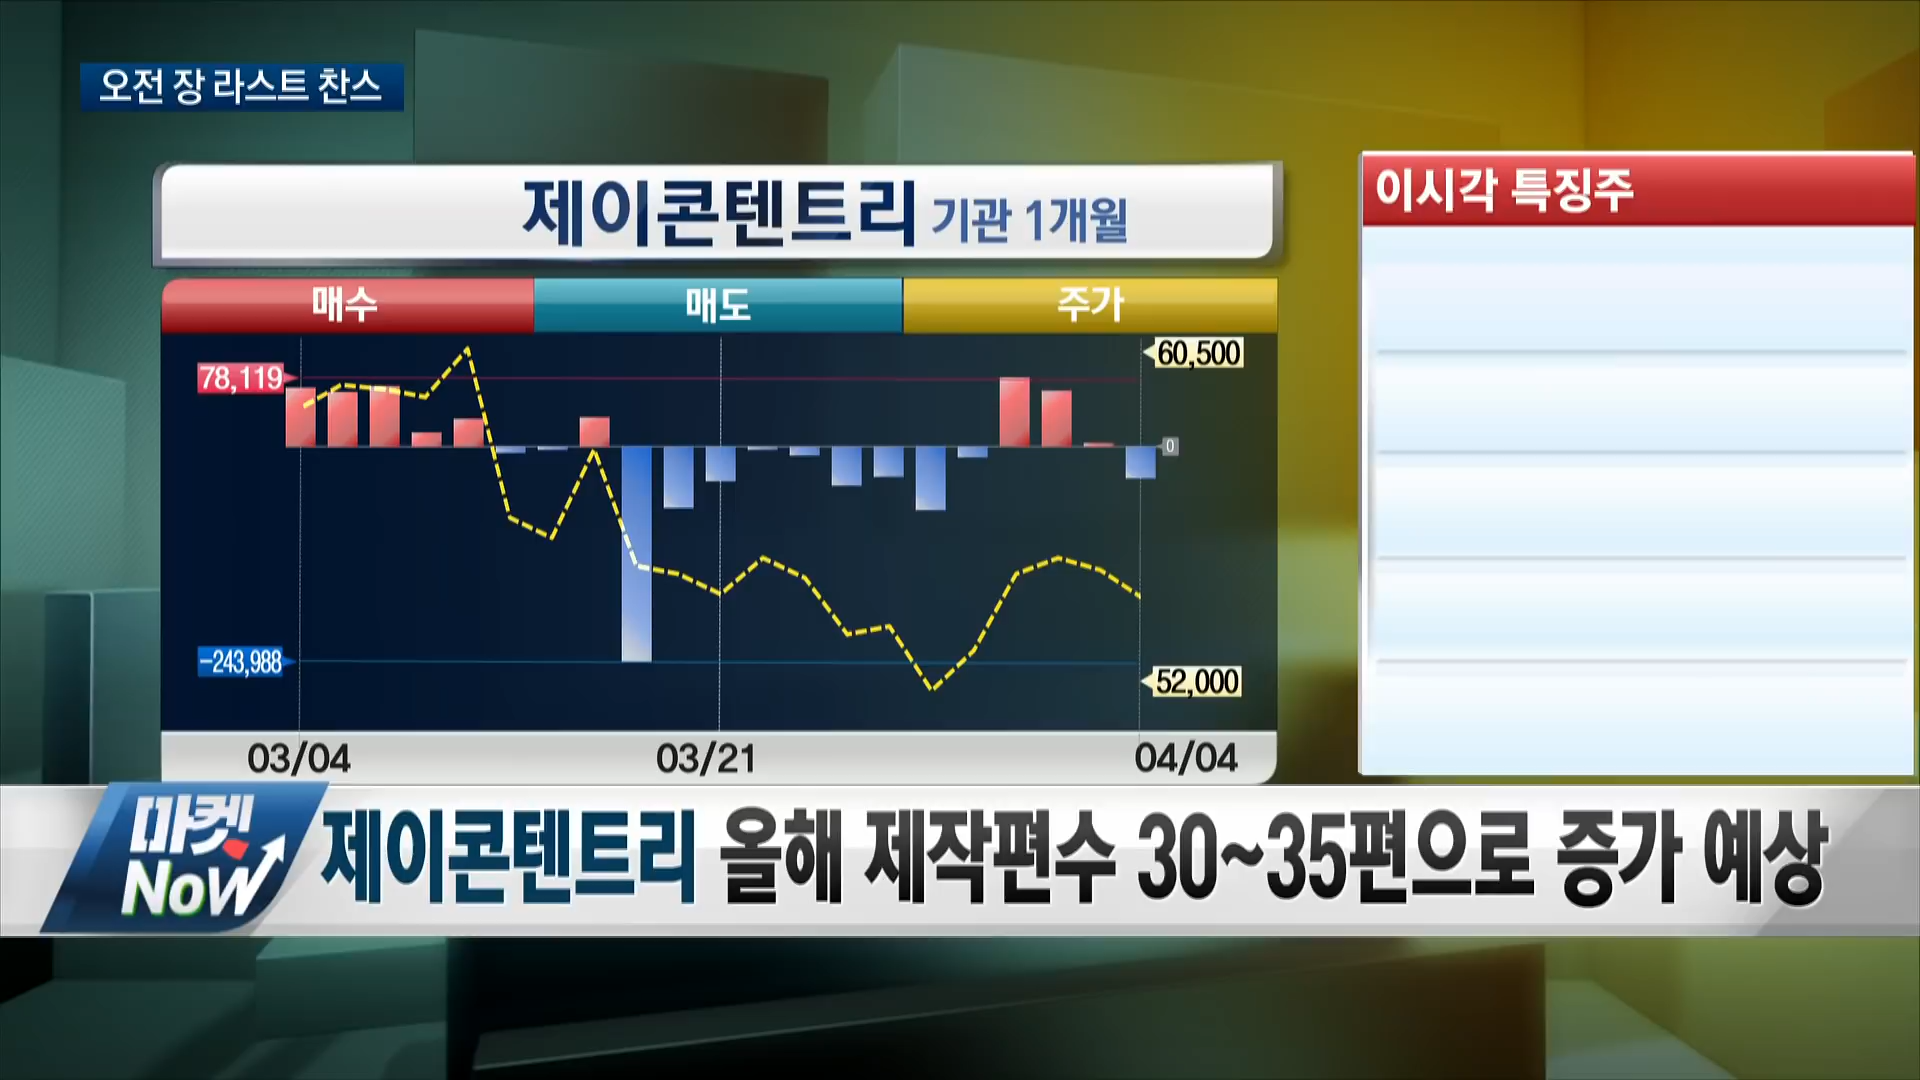 오전 장 라스트 찬스
제이콘텐트리 기관 1개월
이시각 특징주
매수
매도
주가
60,500
78,119
0
-243,988
52,000
03/04
03/21
04/04
마켓
NOW
제이콘텐트리 올해 제작편수 30~35편으로 증가 예상